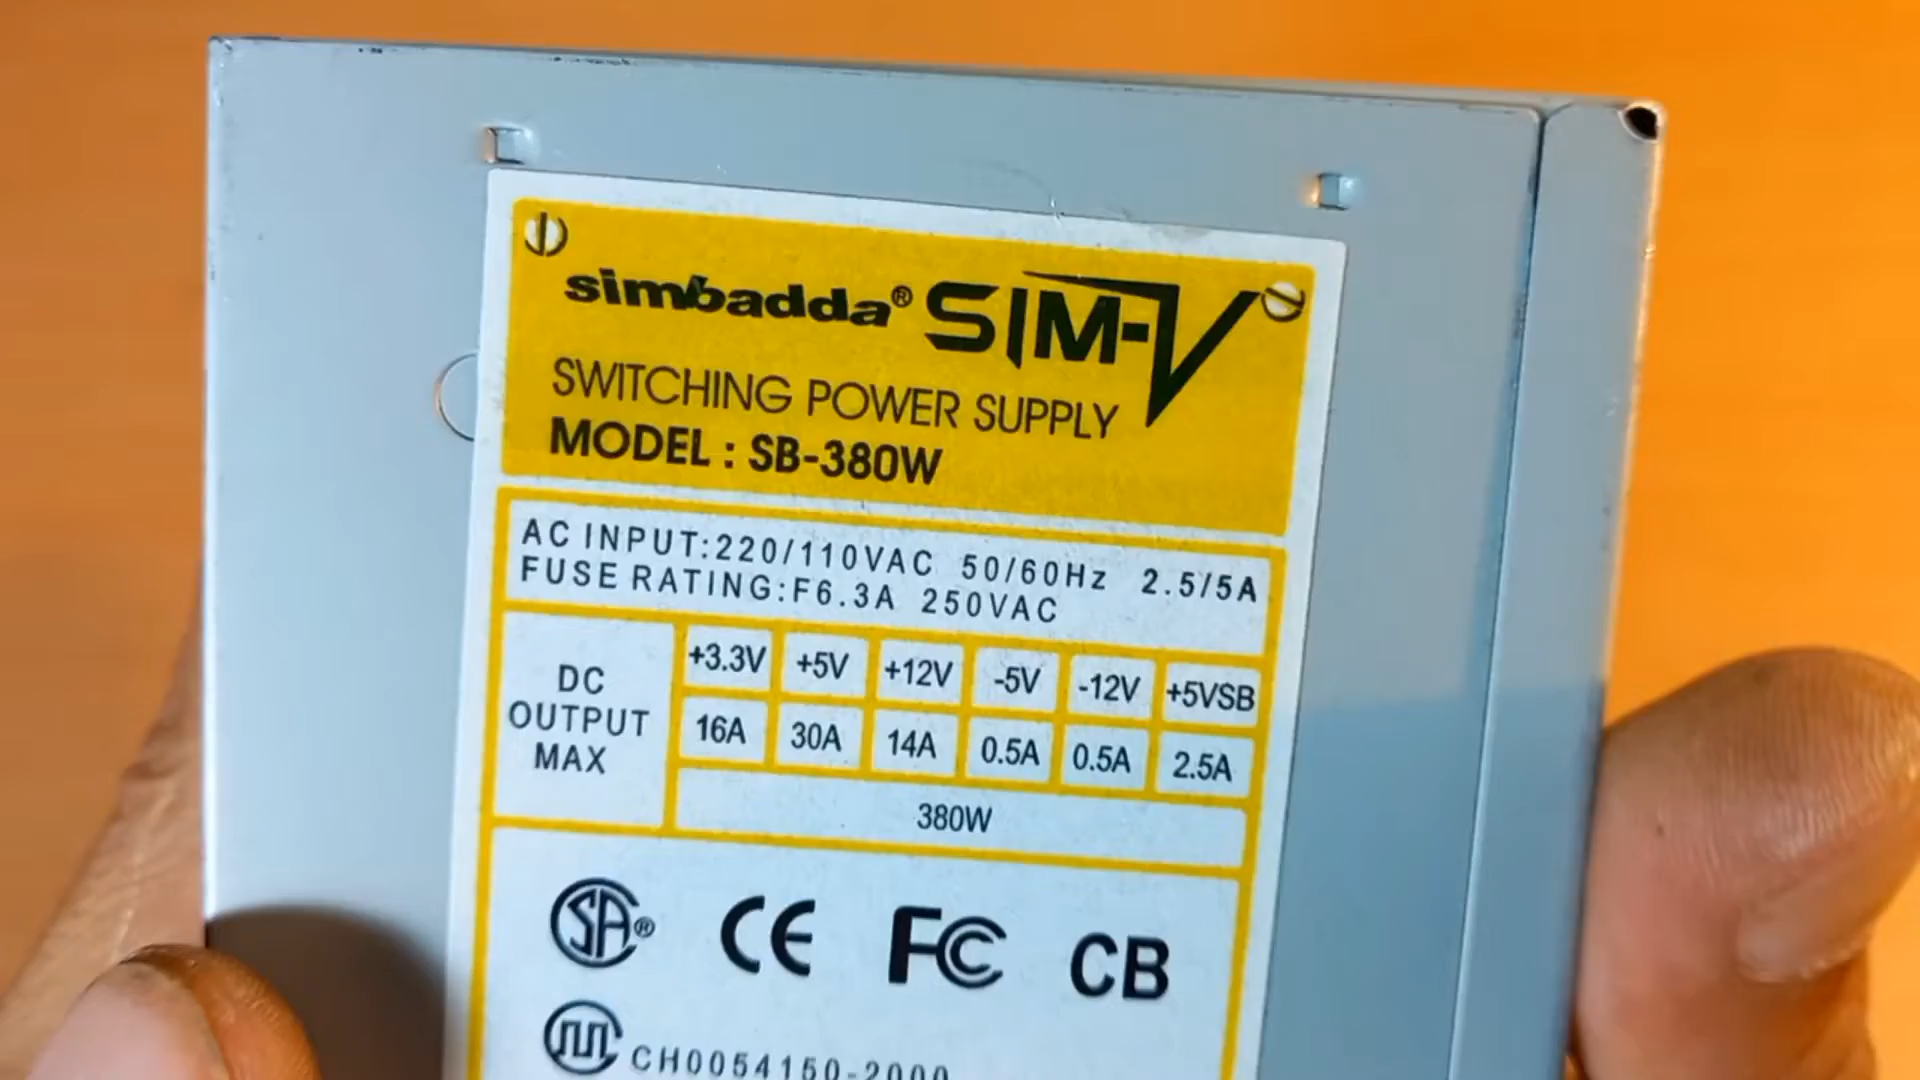 simbadda® SIM-V
SWITCHING POWER SUPPLY
MODEL : SB-380W
AC INPUT:220/110VAC 50/60Hz 2.5/5A
FUSE RATING:F6.3A 250VAC
DC OUTPUT MAX
+3.3V +5V +12V -5V -12V +5VSB
16A 30A 14A 0.5A 0.5A 2.5A
380W
SA® CE FC CB
CH0054150-2000